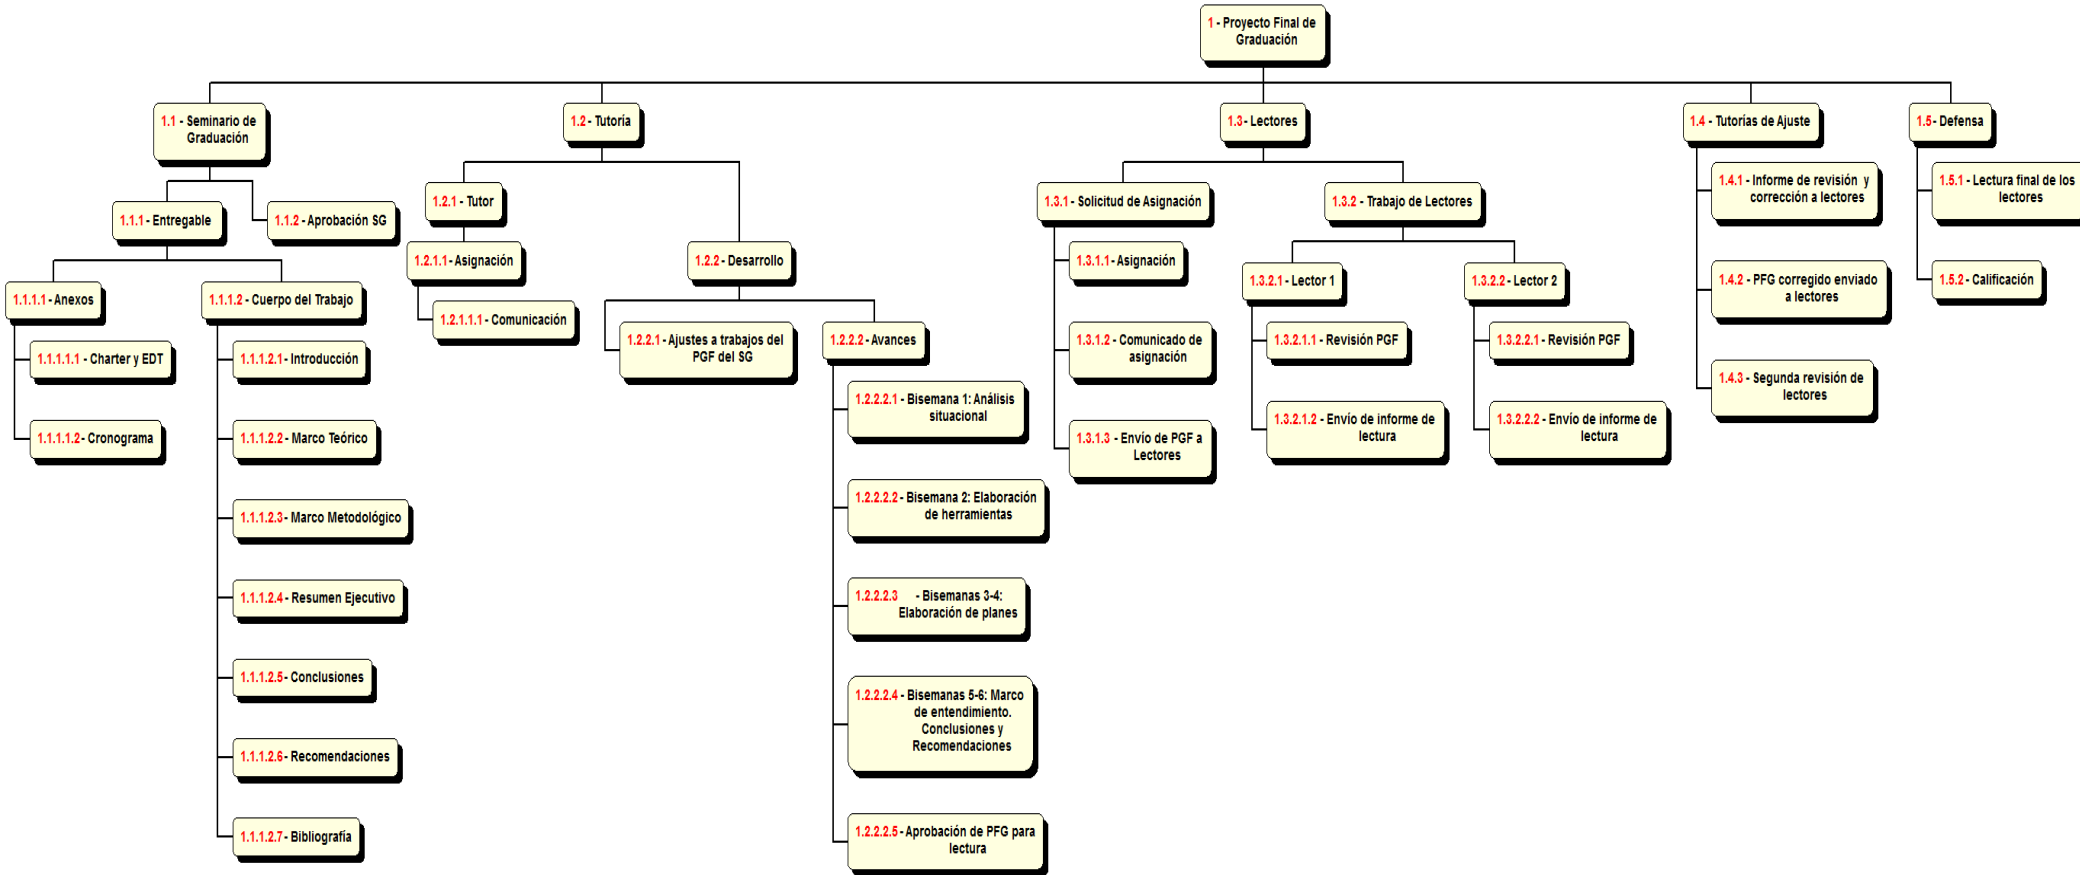 1 - Proyecto Final de
Graduación
1.1 - Seminario de
Graduación
1.2 - Tutoría
1.3 - Lectores
1.4 - Tutorías de Ajuste
1.5 - Defensa
1.1.1 - Entregable
1.1.2 - Aprobación SG
1.1.1.1 - Anexos
1.1.1.1.1 - Charter y EDT
1.1.1.1.2 - Cronograma
1.1.1.2 - Cuerpo del Trabajo
1.1.1.2.1 - Introducción
1.1.1.2.2 - Marco Teórico
1.1.1.2.3 - Marco Metodológico
1.1.1.2.4 - Resumen Ejecutivo
1.1.1.2.5 - Conclusiones
1.1.1.2.6 - Recomendaciones
1.1.1.2.7 - Bibliografía
1.2.1 - Tutor
1.2.1.1 - Asignación
1.2.1.1.1 - Comunicación
1.2.2 - Desarrollo
1.2.2.1 - Ajustes a trabajos del
PGF del SG
1.2.2.2 - Avances
1.2.2.2.1 - Bisemana 1: Análisis
situacional
1.2.2.2.2 - Bisemana 2: Elaboración
de herramientas
1.2.2.2.3 - Bisemanas 3-4:
Elaboración de planes
1.2.2.2.4 - Bisemanas 5-6: Marco
de entendimiento.
Conclusiones y
Recomendaciones
1.2.2.2.5 - Aprobación de PFG para
lectura
1.3.1 - Solicitud de Asignación
1.3.1.1 - Asignación
1.3.1.2 - Comunicado de
asignación
1.3.1.3 - Envío de PGF a
Lectores
1.3.2 - Trabajo de Lectores
1.3.2.1 - Lector 1
1.3.2.1.1 - Revisión PGF
1.3.2.1.2 - Envío de informe de
lectura
1.3.2.2 - Lector 2
1.3.2.2.1 - Revisión PGF
1.3.2.2.2 - Envío de informe de
lectura
1.4.1 - Informe de revisión y
corrección a lectores
1.4.2 - PFG corregido enviado
a lectores
1.4.3 - Segunda revisión de
lectores
1.5.1 - Lectura final de los
lectores
1.5.2 - Calificación